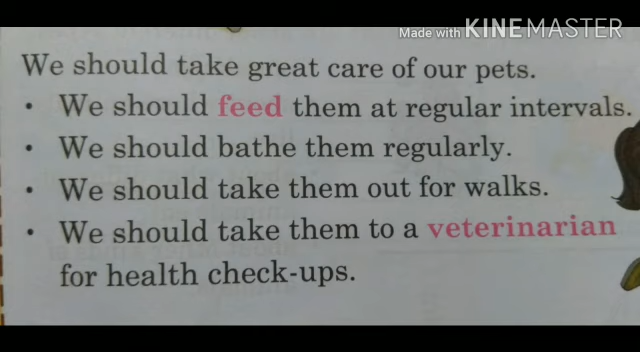 Made with KINEMASTER
We should take great care of our pets.
• We should feed them at regular intervals.
• We should bathe them regularly.
• We should take them out for walks.
• We should take them to a veterinarian
for health check-ups.